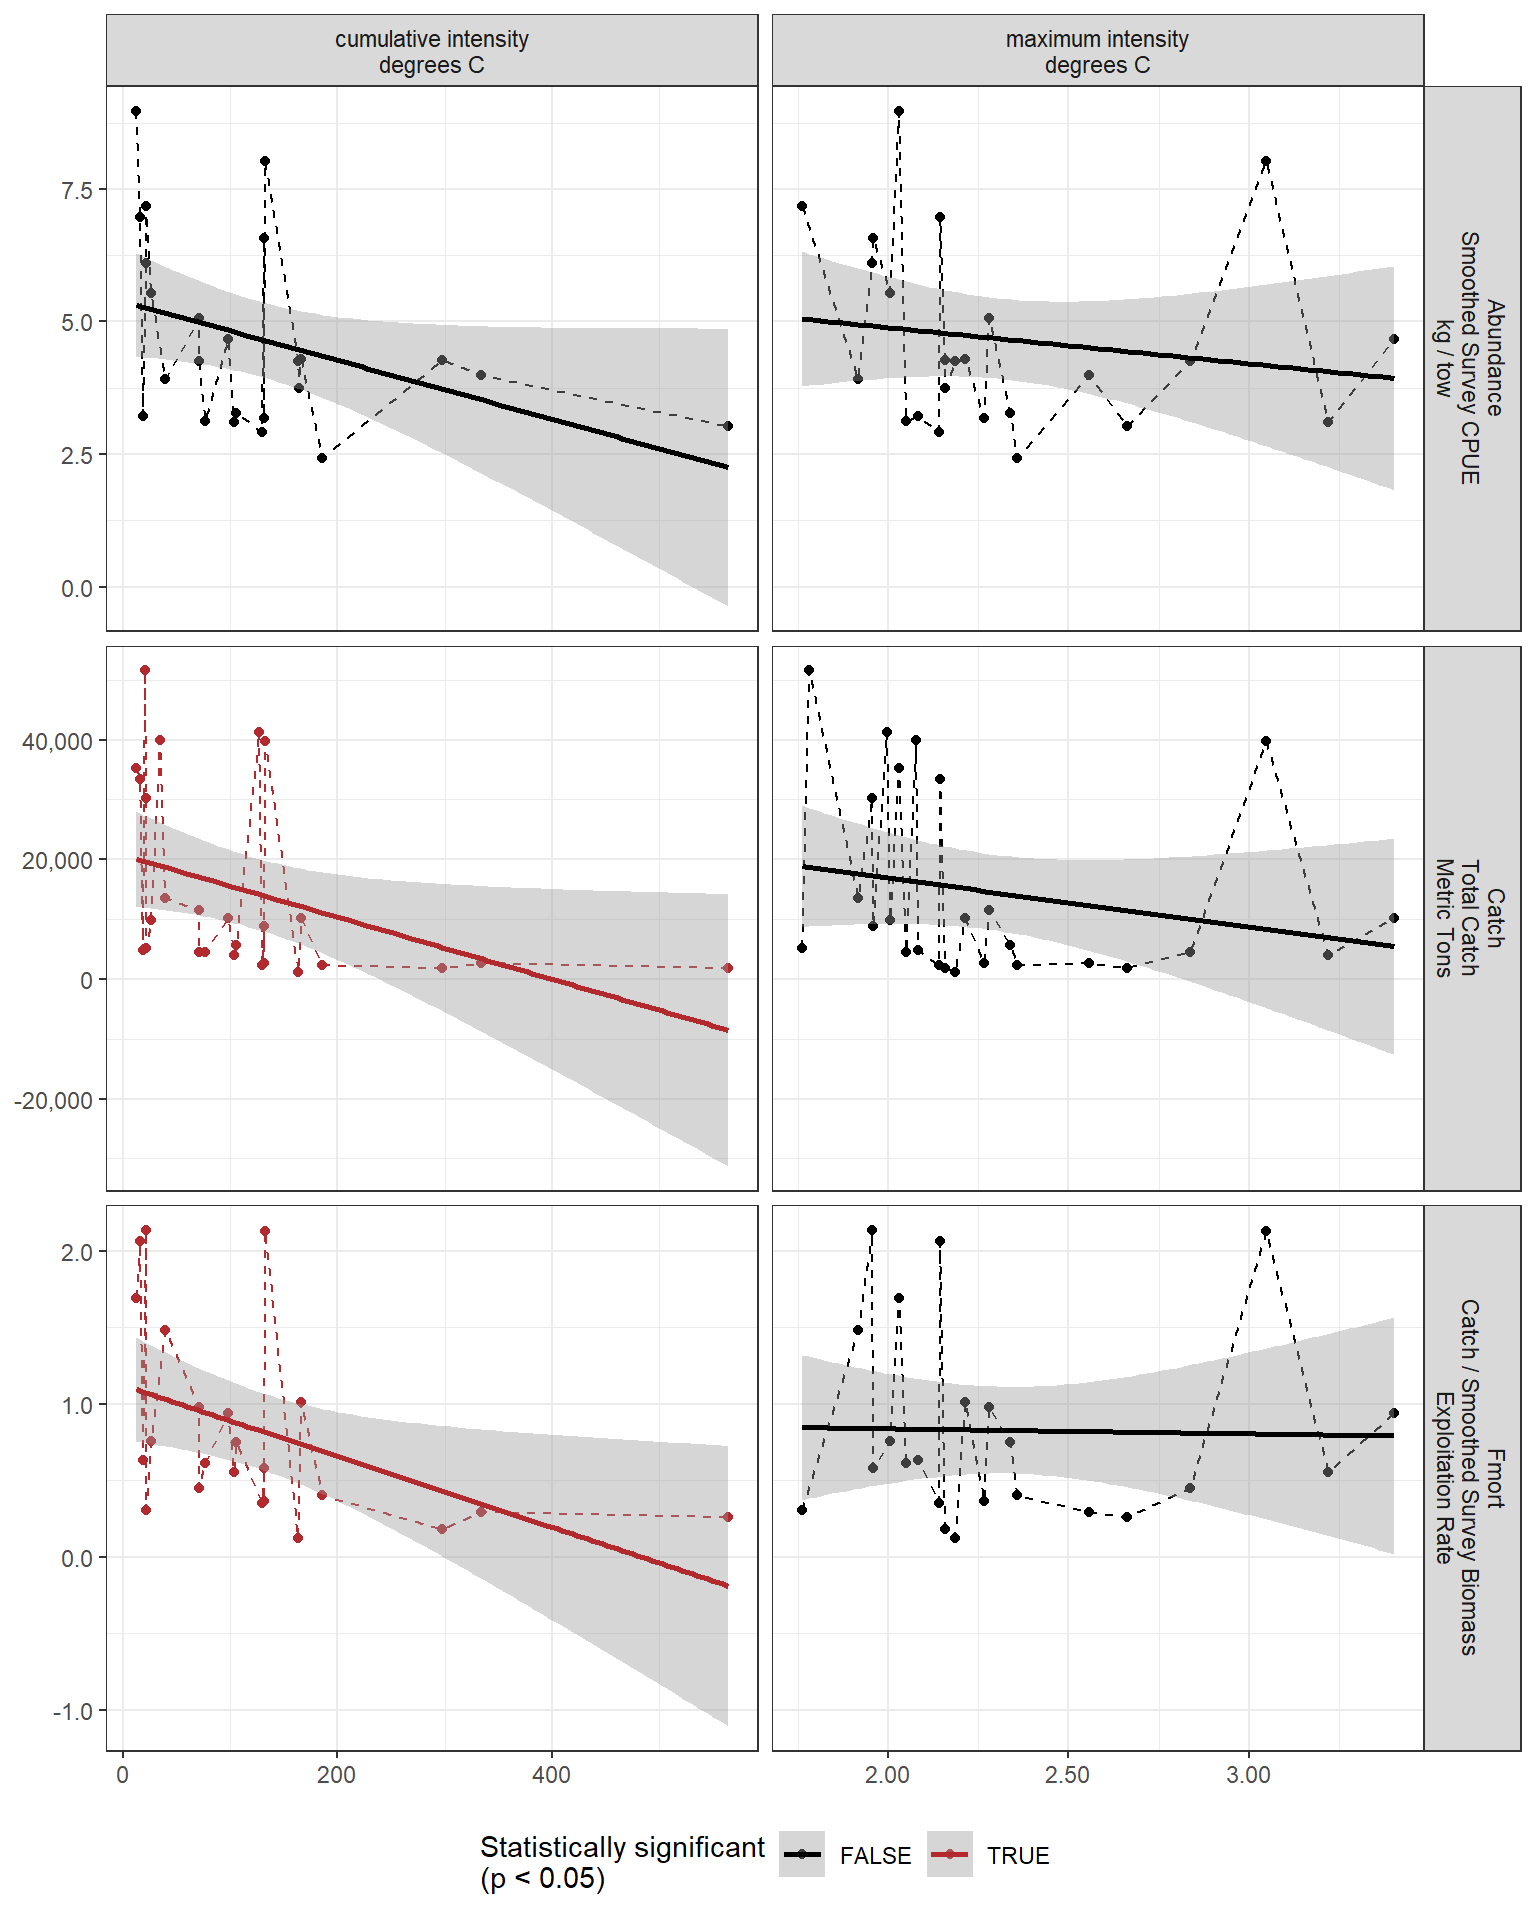 cumulative intensity
degrees C
maximum intensity
degrees C
7.5
5.0
2.5
0.0
Abundance
Smoothed Survey CPUE
kg / tow
40,000
20,000
0
-20,000
Catch
Total Catch
Metric Tons
2.0
1.0
0.0
-1.0
Fmort
Catch / Smoothed Survey Biomass
Exploitation Rate
0
200
400
2.00
2.50
3.00
Statistically significant
(p < 0.05)
FALSE
TRUE